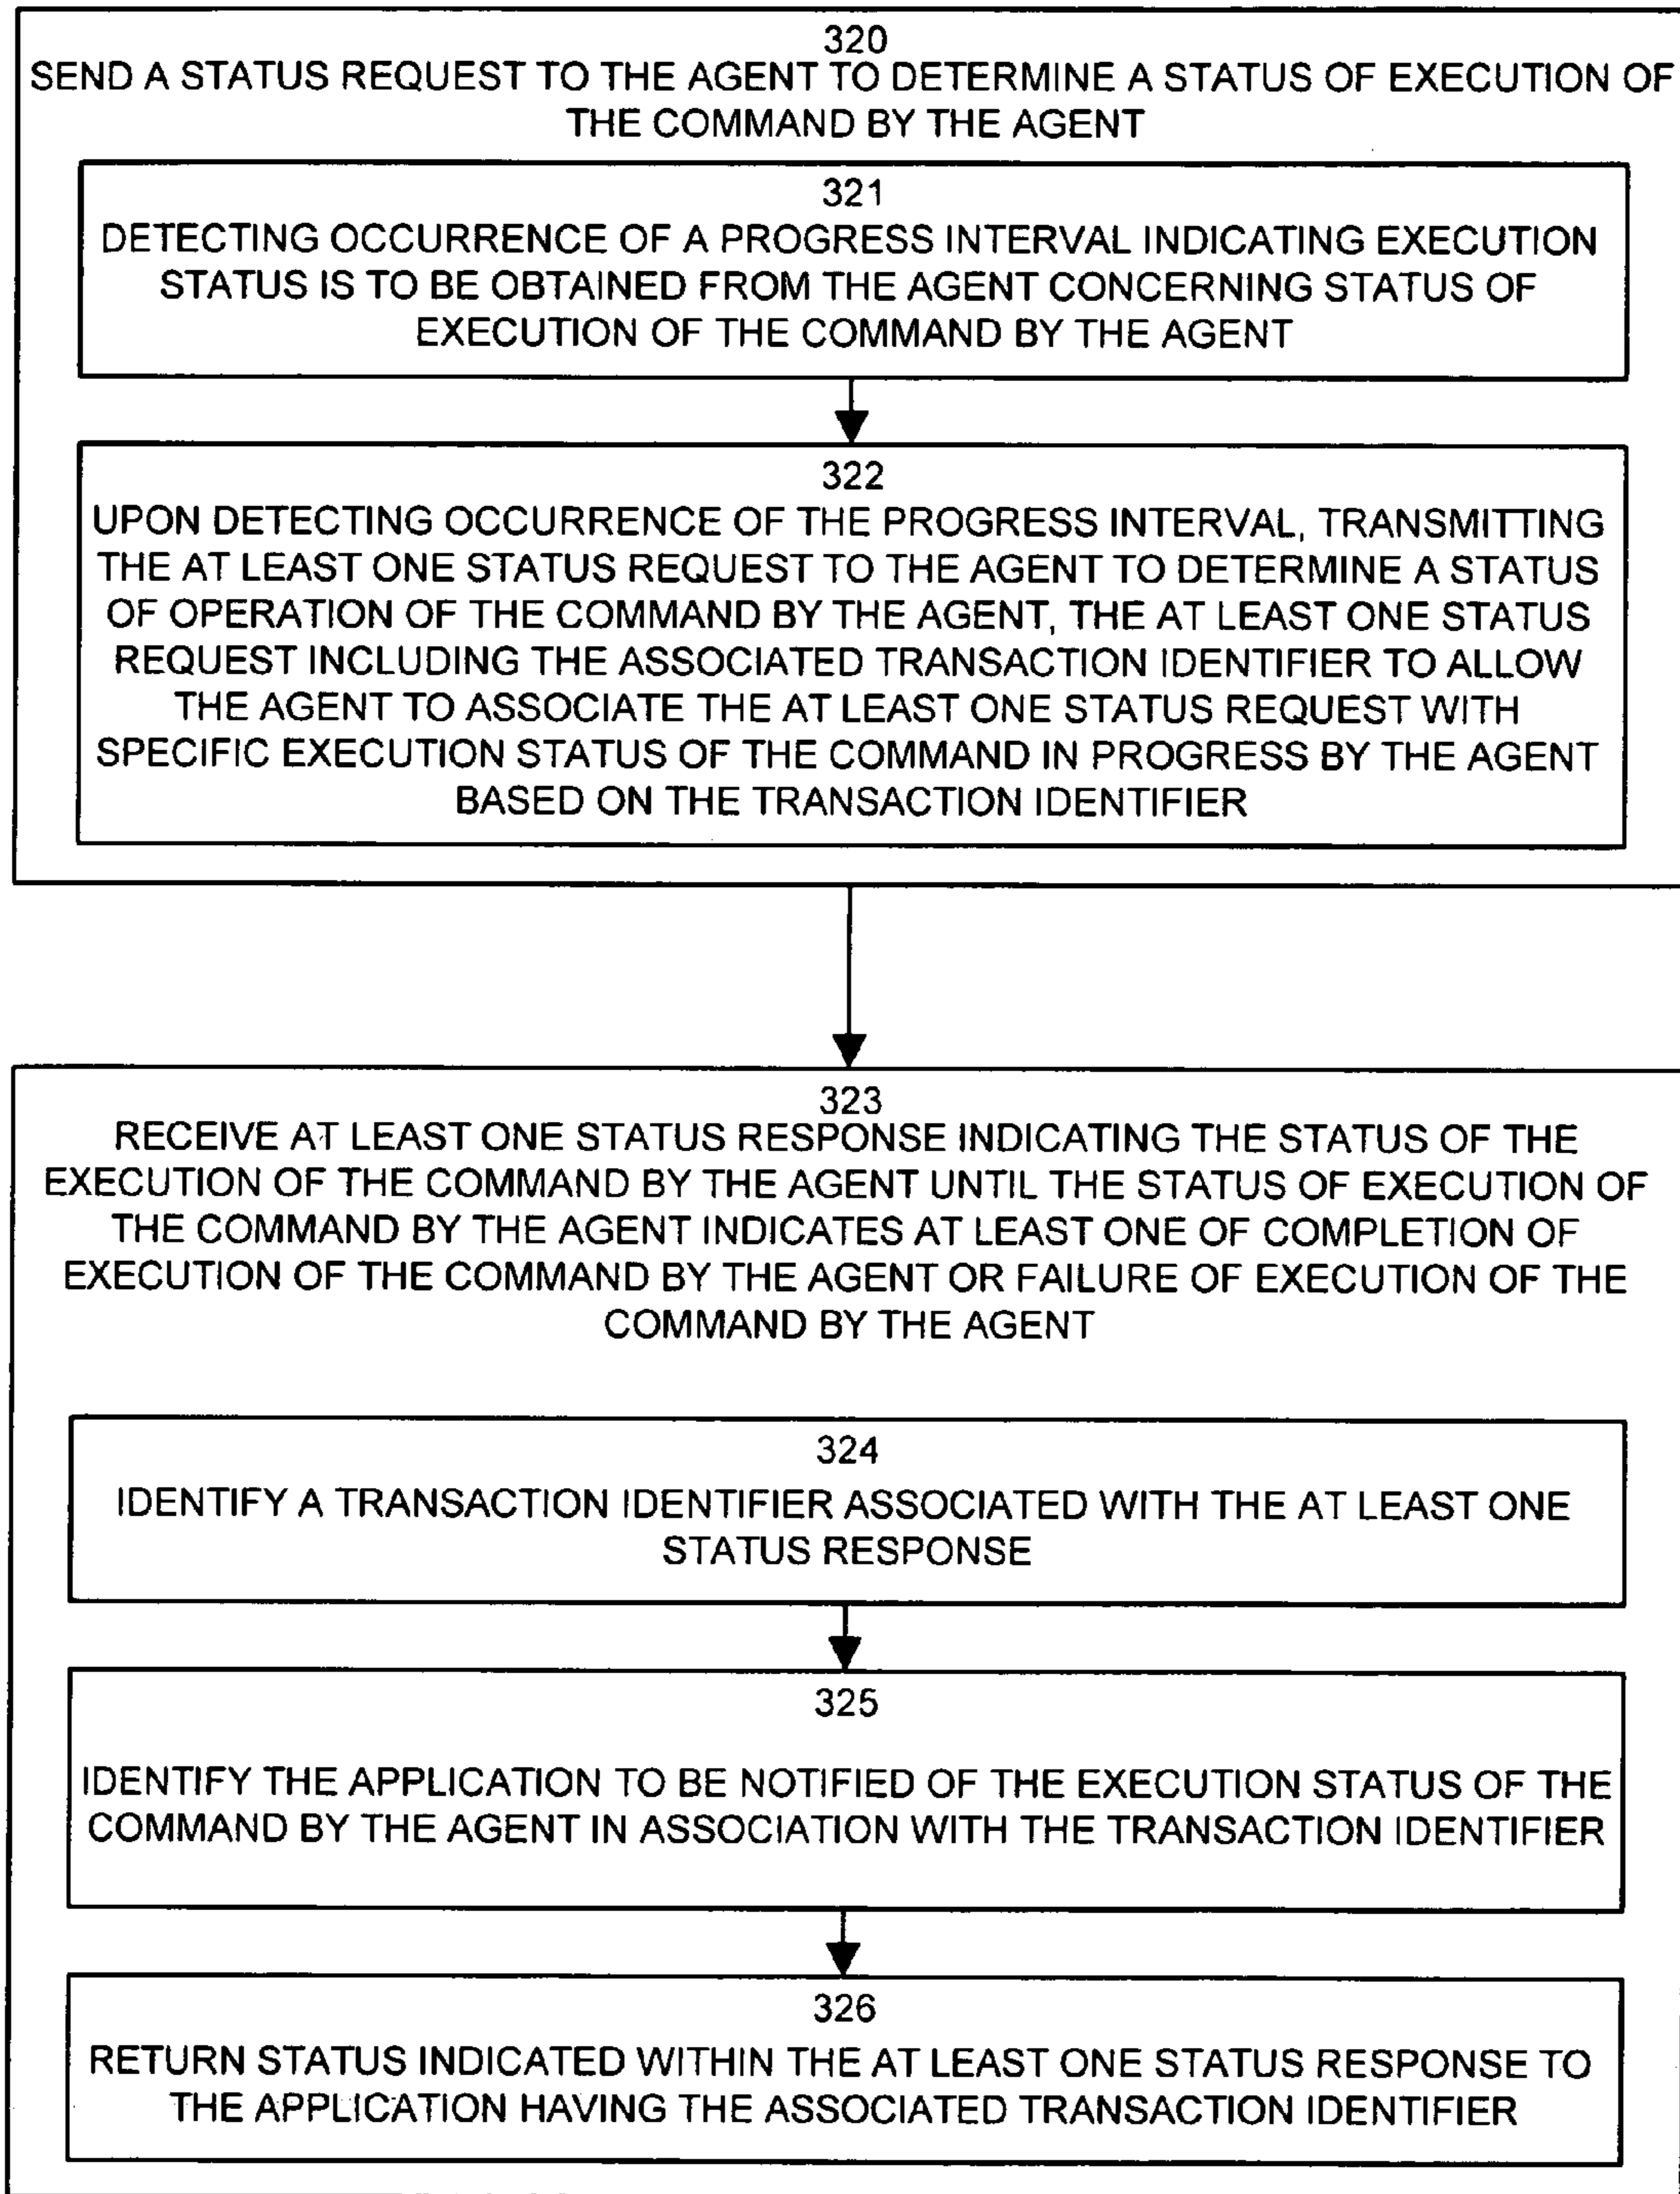 320
SEND A STATUS REQUEST TO THE AGENT TO DETERMINE A STATUS OF EXECUTION OF
THE COMMAND BY THE AGENT
321
DETECTING OCCURRENCE OF A PROGRESS INTERVAL INDICATING EXECUTION
STATUS IS TO BE OBTAINED FROM THE AGENT CONCERNING STATUS OF
EXECUTION OF THE COMMAND BY THE AGENT
322
UPON DETECTING OCCURRENCE OF THE PROGRESS INTERVAL, TRANSMITTING
THE AT LEAST ONE STATUS REQUEST TO THE AGENT TO DETERMINE A STATUS
OF OPERATION OF THE COMMAND BY THE AGENT, THE AT LEAST ONE STATUS
REQUEST INCLUDING THE ASSOCIATED TRANSACTION IDENTIFIER TO ALLOW
THE AGENT TO ASSOCIATE THE AT LEAST ONE STATUS REQUEST WITH
SPECIFIC EXECUTION STATUS OF THE COMMAND IN PROGRESS BY THE AGENT
BASED ON THE TRANSACTION IDENTIFIER
323
RECEIVE AT LEAST ONE STATUS RESPONSE INDICATING THE STATUS OF THE
EXECUTION OF THE COMMAND BY THE AGENT UNTIL THE STATUS OF EXECUTION OF
THE COMMAND BY THE AGENT INDICATES AT LEAST ONE OF COMPLETION OF
EXECUTION OF THE COMMAND BY THE AGENT OR FAILURE OF EXECUTION OF THE
COMMAND BY THE AGENT
324
IDENTIFY A TRANSACTION IDENTIFIER ASSOCIATED WITH THE AT LEAST ONE
STATUS RESPONSE
325
IDENTIFY THE APPLICATION TO BE NOTIFIED OF THE EXECUTION STATUS OF THE
COMMAND BY THE AGENT IN ASSOCIATION WITH THE TRANSACTION IDENTIFIER
326
RETURN STATUS INDICATED WITHIN THE AT LEAST ONE STATUS RESPONSE TO
THE APPLICATION HAVING THE ASSOCIATED TRANSACTION IDENTIFIER